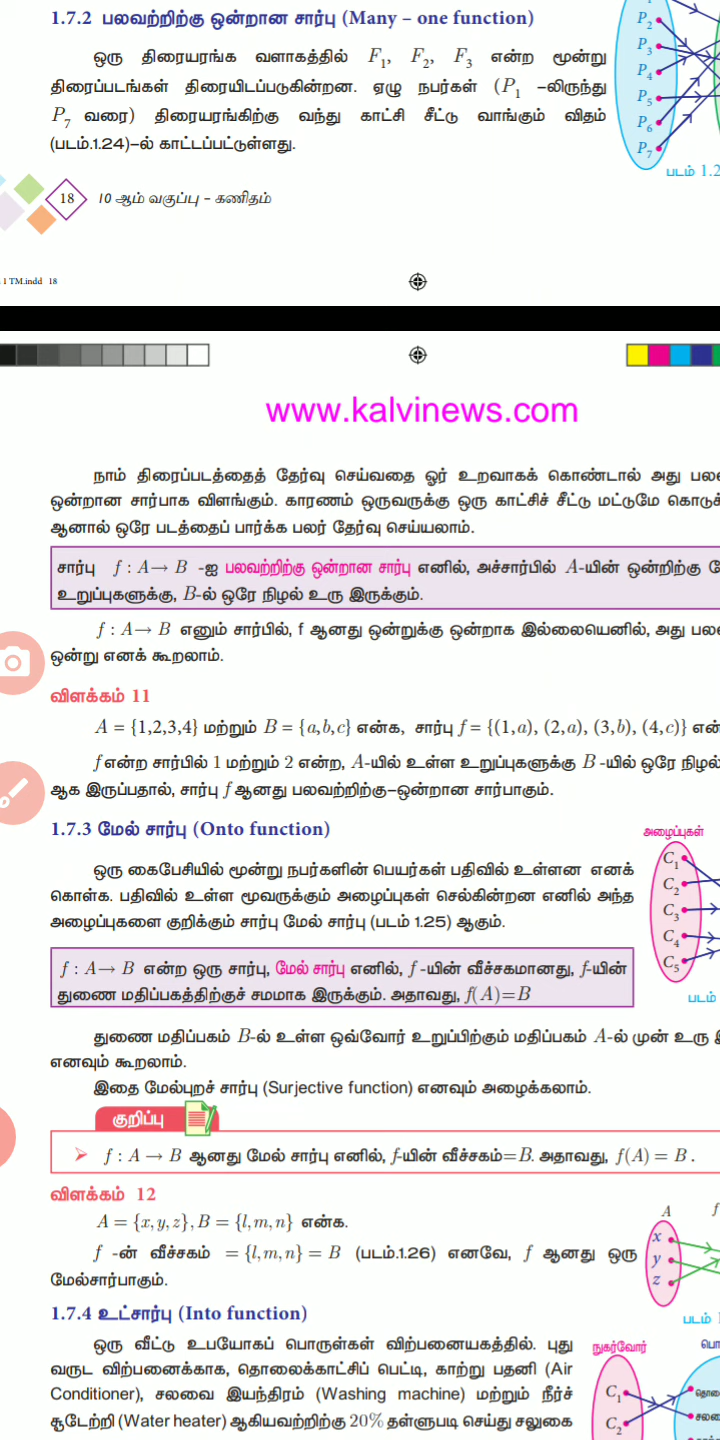 1.7.2 பலவற்றிற்கு ஒன்றான சார்பு (Many – one function)
ஒரு திரையரங்க வளாகத்தில் F1, F2, F3 என்ற மூன்று
திரைப்படங்கள் திரையிடப்படுகின்றன. ஏழு நபர்கள் (P1 –லிருந்து
P7 வரை) திரையரங்கிற்கு வந்து காட்சி சீட்டு வாங்கும் விதம்
(படம்.1.24)–ல் காட்டப்பட்டுள்ளது.
P2
P3
P4
P5
P6
P7
படம் 1.2
18 10 ஆம் வகுப்பு – கணிதம்
1 TM.indd 18
www.kalvinews.com
நாம் திரைப்படத்தைத் தேர்வு செய்வதை ஓர் உறவாகக் கொண்டால் அது பல
ஒன்றான சார்பாக விளங்கும். காரணம் ஒருவருக்கு ஒரு காட்சிச் சீட்டு மட்டுமே
ஆனால் ஒரே படத்தைப் பார்க்க பலர் தேர்வு செய்யலாம்.
சார்பு f : A→ B -ஐ பலவற்றிற்கு ஒன்றான சார்பு எனில், அச்சார்பில் A-யின் ஒன்றிற்கு
உறுப்புகளுக்கு, B-ல் ஒரே நிழல் உரு இருக்கும்.
f : A→ B எனும் சார்பில், f ஆனது ஒன்றுக்கு ஒன்றாக இல்லையெனில், அது பல
ஒன்று எனக் கூறலாம்.
விளக்கம் 11
A = {1,2,3,4} மற்றும் B = {a,b,c} என்க, சார்பு f = {(1,a), (2,a), (3,b), (4,c)}
f என்ற சார்பில் 1 மற்றும் 2 என்ற, A-யில் உள்ள உறுப்புகளுக்கு B -யில் ஒரே நிழல்
ஆக இருப்பதால், சார்பு f ஆனது பலவற்றிற்கு–ஒன்றான சார்பாகும்.
1.7.3 மேல் சார்பு (Onto function)
ஒரு கைபேசியில் மூன்று நபர்களின் பெயர்கள் பதிவில் உள்ளன எனக்
கொள்க. பதிவில் உள்ள மூவருக்கும் அழைப்புகள் செல்கின்றன எனில் அந்த
அழைப்புகளை குறிக்கும் சார்பு மேல் சார்பு (படம் 1.25) ஆகும்.
அழைப்புகள்
C1
C2
C3
C4
C5
படம்
f : A→ B என்ற ஒரு சார்பு, மேல் சார்பு எனில், f -யின் வீச்சகமானது, f-யின்
துணை மதிப்பகத்திற்குச் சமமாக இருக்கும். அதாவது, f(A)=B
துணை மதிப்பகம் B-ல் உள்ள ஒவ்வோர் உறுப்பிற்கும் மதிப்பகம் A-ல் முன் உரு
எனவும் கூறலாம்.
இதை மேல்புறச் சார்பு (Surjective function) எனவும் அழைக்கலாம்.
குறிப்பு
➢ f : A → B ஆனது மேல் சார்பு எனில், f-யின் வீச்சகம்=B. அதாவது, f(A) = B .
விளக்கம் 12
A = {x,y,z}, B = {l,m,n} என்க.
f -ன் வீச்சகம் = {l,m,n} = B (படம்.1.26) எனவே, f ஆனது ஒரு
மேல்சார்பாகும்.
A f
x
y
z
படம்
1.7.4 உட்சார்பு (Into function)
ஒரு வீட்டு உபயோகப் பொருள்கள் விற்பனையகத்தில். புது
வருட விற்பனைக்காக, தொலைக்காட்சிப் பெட்டி, காற்று பதனி (Air
Conditioner), சலவை இயந்திரம் (Washing machine) மற்றும் நீர்ச்
சூடேற்றி (Water heater) ஆகியவற்றிற்கு 20% தள்ளுபடி செய்து சலுகை
நுகர்வோர்
C1
C2